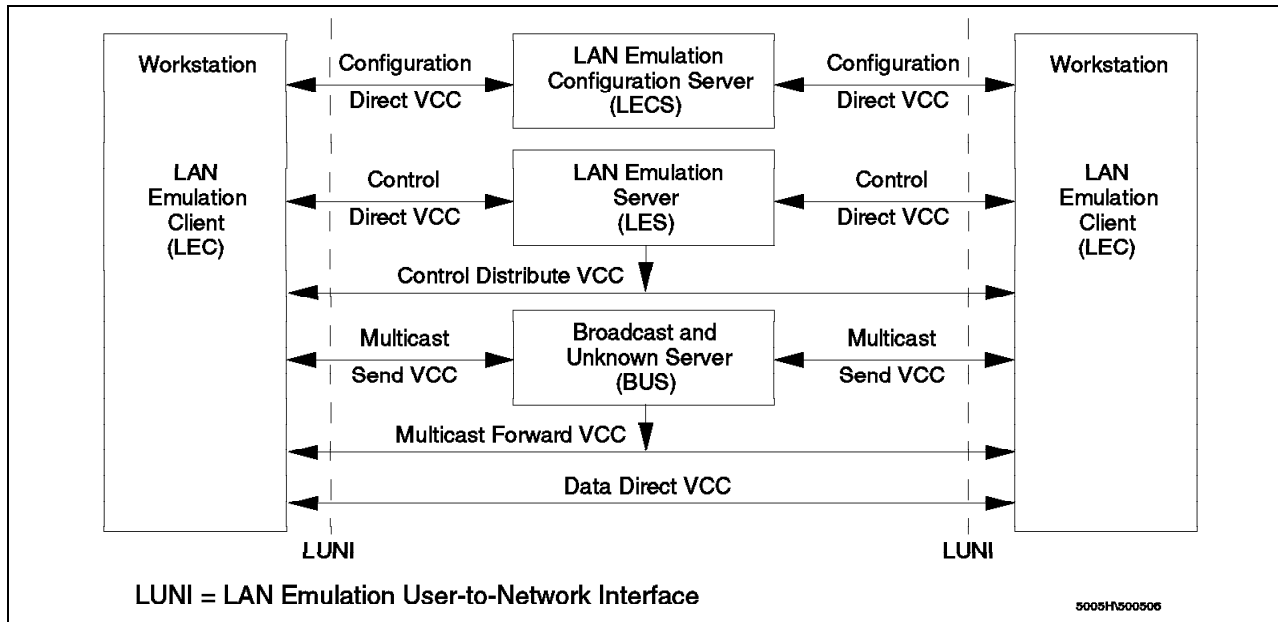 Workstation
Configuration
Direct VCC
LAN Emulation
Configuration Server
(LECS)
Configuration
Direct VCC
Workstation
LAN
Emulation
Client
(LEC)
Control
Direct VCC
LAN Emulation
Server
(LES)
Control
Direct VCC
LAN
Emulation
Client
(LEC)
Control Distribute VCC
Multicast
Send VCC
Broadcast and
Unknown Server
(BUS)
Multicast
Send VCC
Multicast Forward VCC
Data Direct VCC
LUNI
LUNI
LUNI = LAN Emulation User-to-Network Interface
5005H\500506